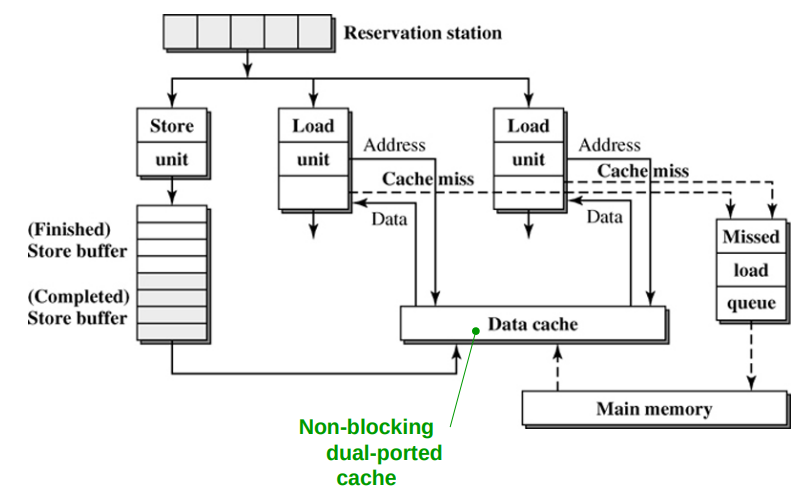 Reservation station
Store
unit
Load
unit
Address
Cache miss
Data
Load
unit
Address
Cache miss
Data
(Finished)
Store buffer
(Completed)
Store buffer
Missed
load
queue
Data cache
Main memory
Non-blocking
dual-ported
cache